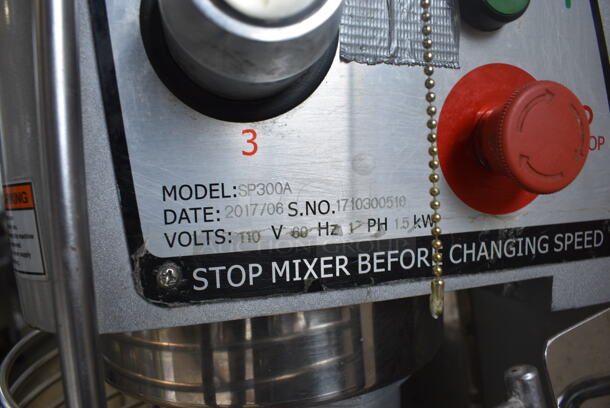 3
MODEL:SP300A
DATE: 2017/06 S.NO.1710300510
VOLTS: 110 V 60 Hz 1 PH 1.5 kW
STOP MIXER BEFORE CHANGING SPEED
OP